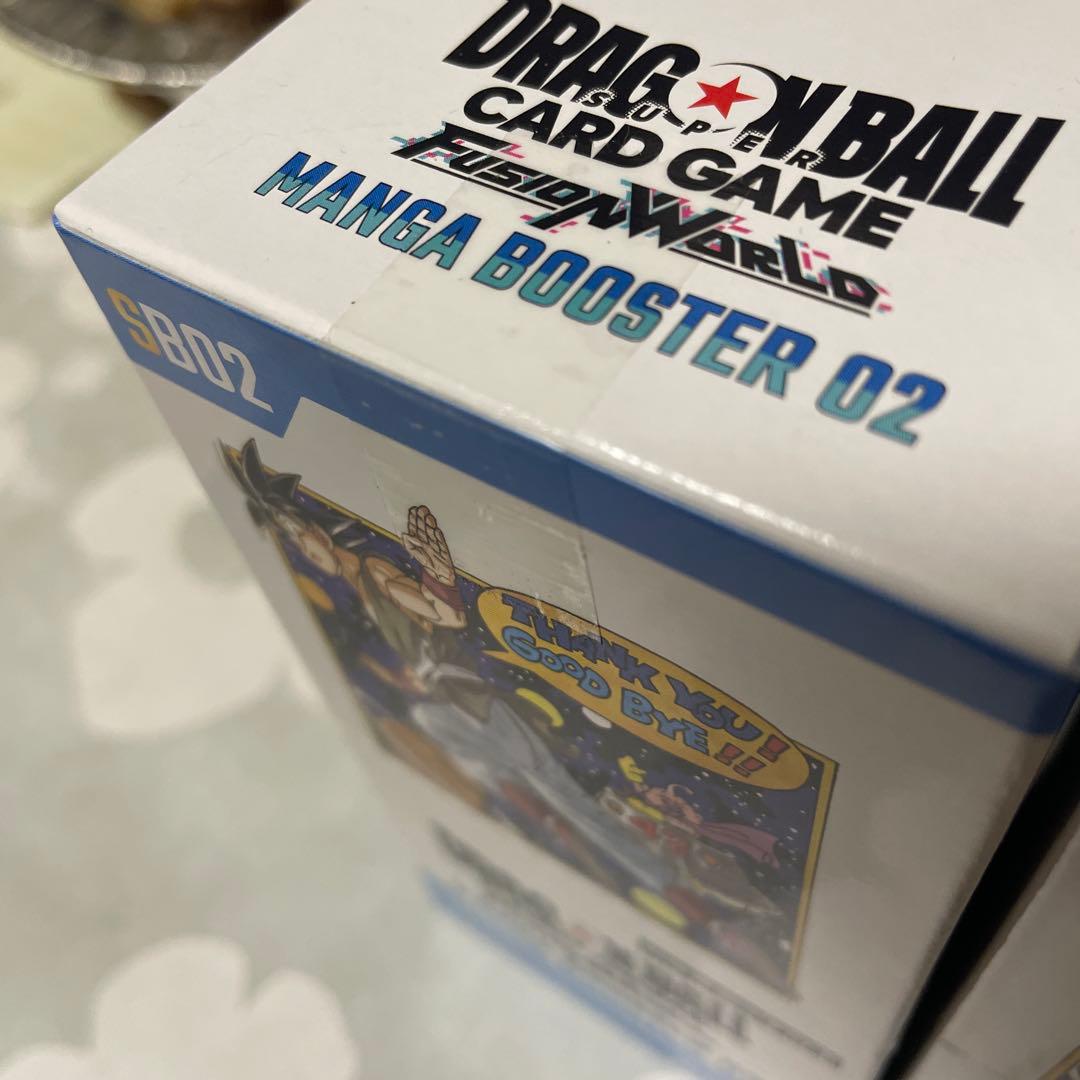 DRAGON BALL
SUPER
CARD GAME
FUSION WORLD
MANGA BOOSTER 02
SB02
THANK YOU!
GOOD BYE!!